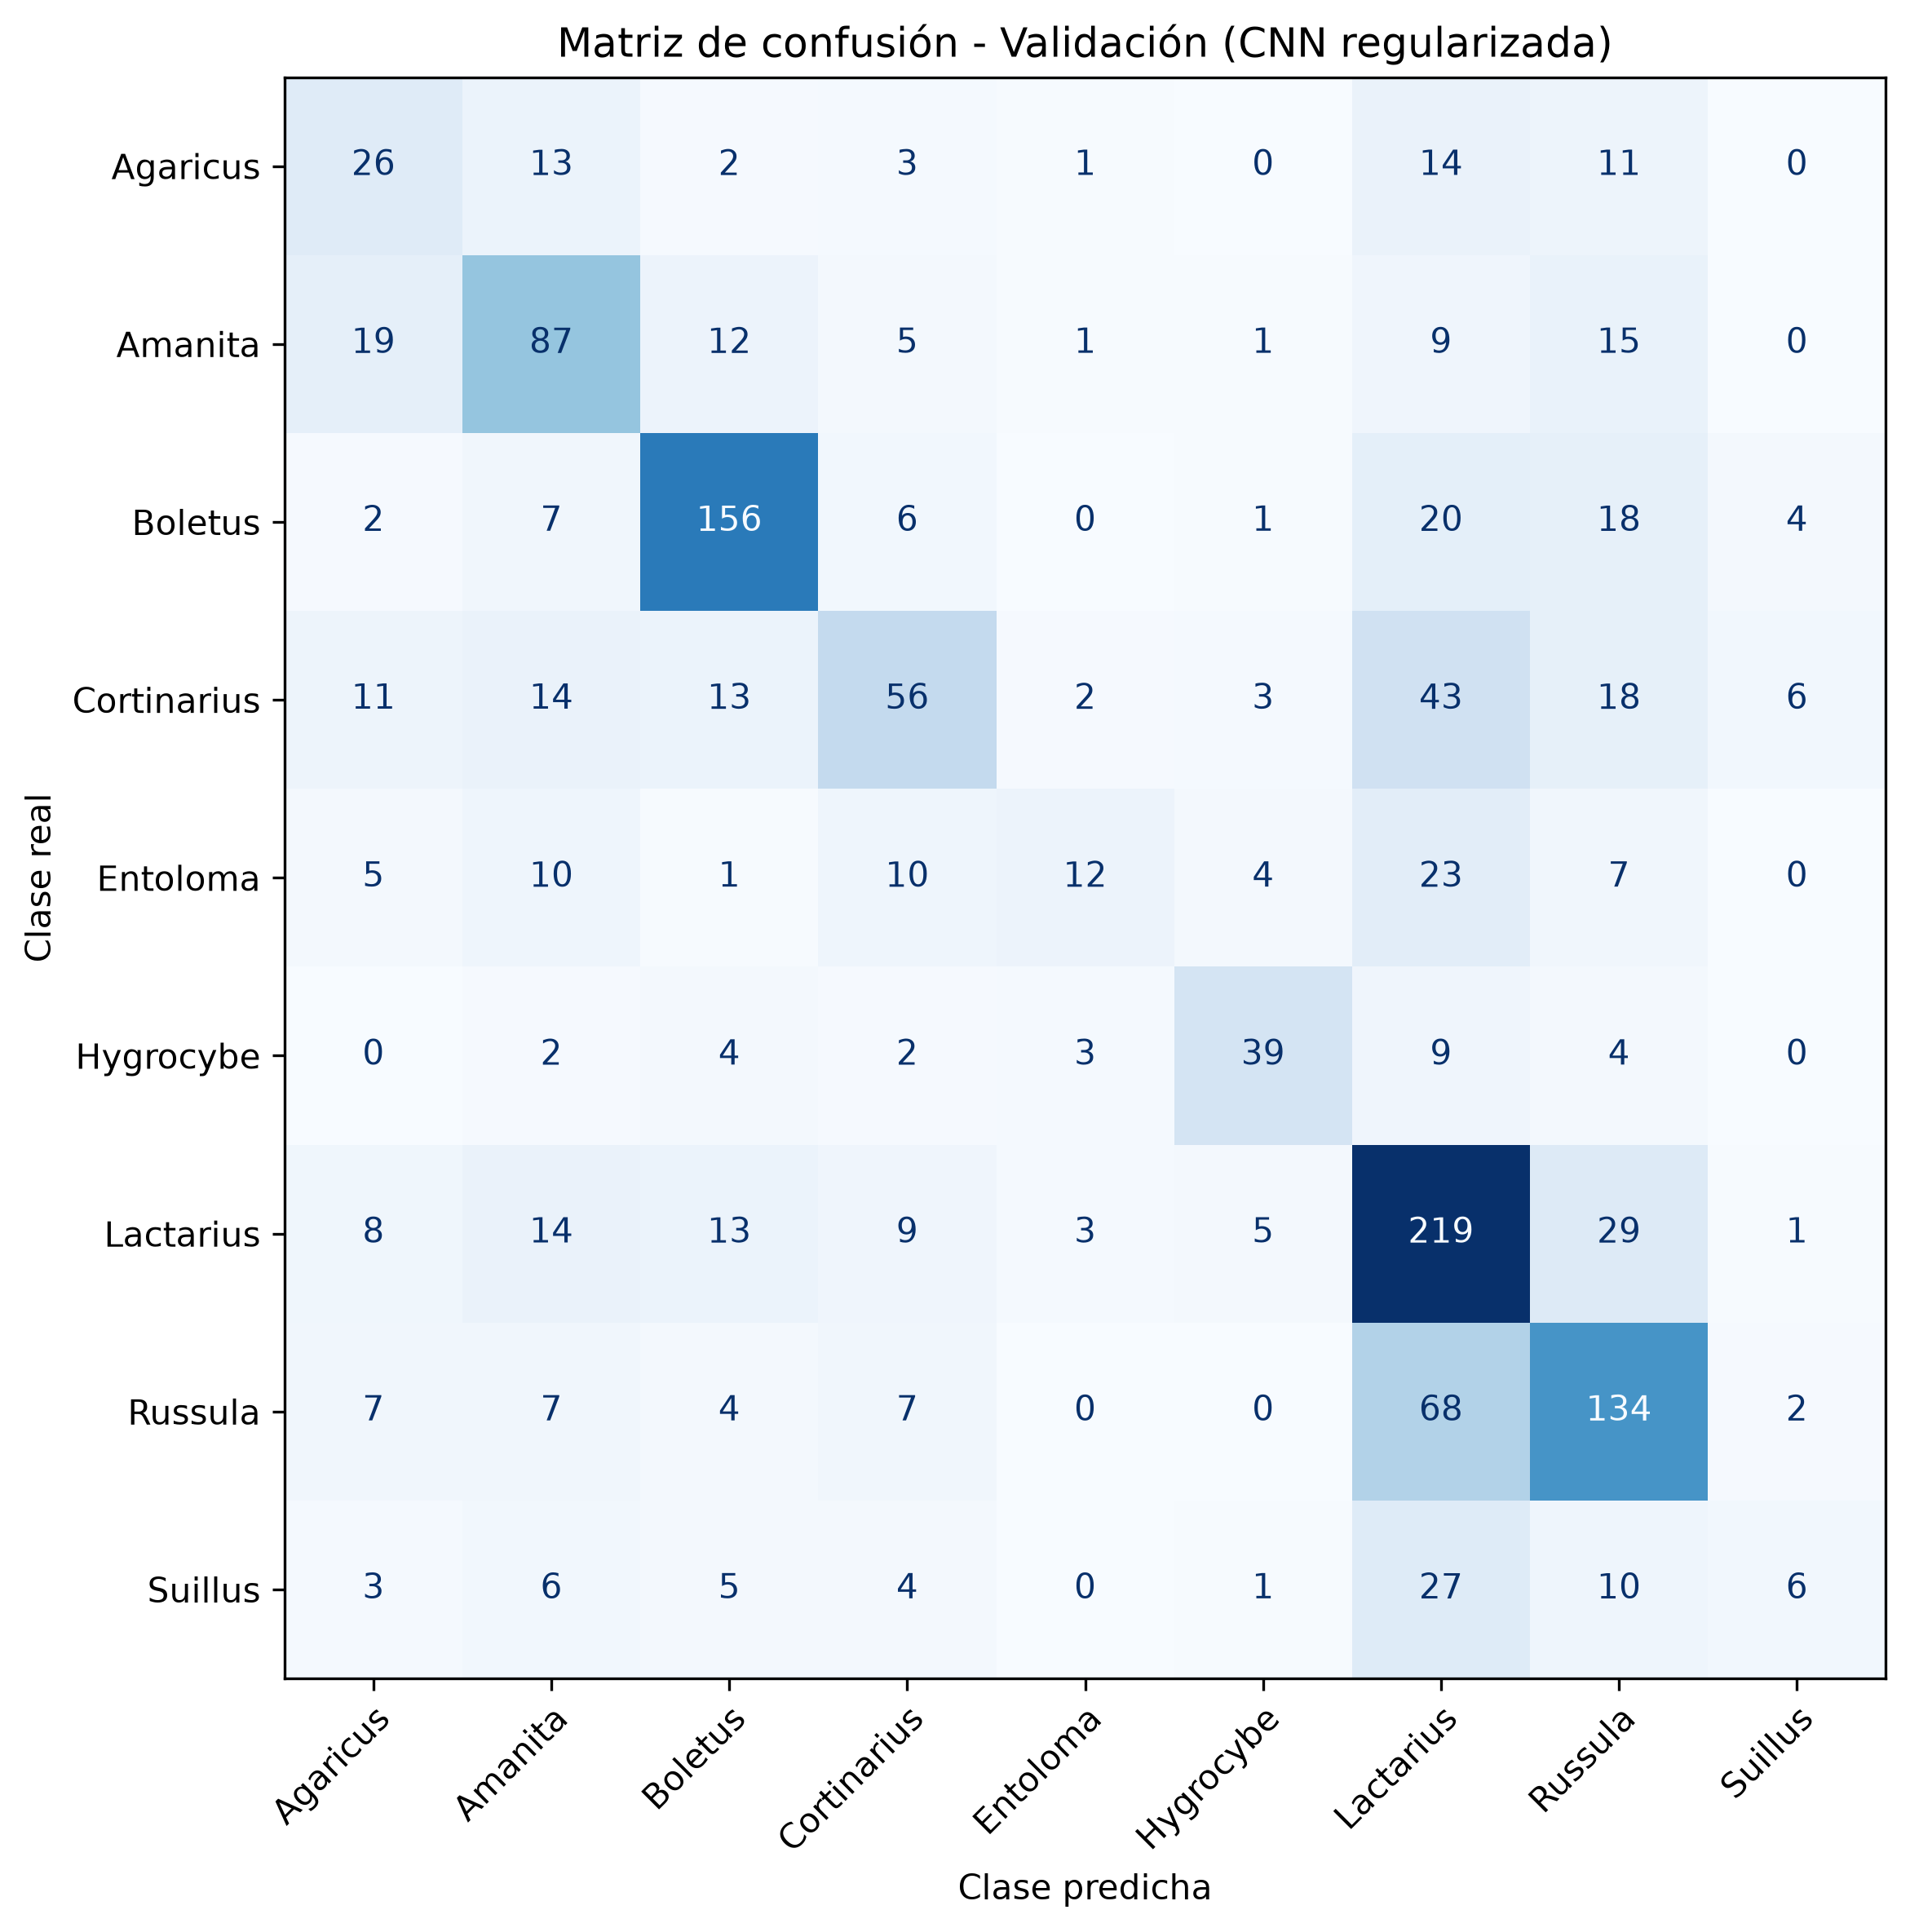 Matriz de confusión - Validación (CNN regularizada)
Clase real
Agaricus 26 13 2 3 1 0 14 11 0
Amanita 19 87 12 5 1 1 9 15 0
Boletus 2 7 156 6 0 1 20 18 4
Cortinarius 11 14 13 56 2 3 43 18 6
Entoloma 5 10 1 10 12 4 23 7 0
Hygrocybe 0 2 4 2 3 39 9 4 0
Lactarius 8 14 13 9 3 5 219 29 1
Russula 7 7 4 7 0 0 68 134 2
Suillus 3 6 5 4 0 1 27 10 6
Agaricus Amanita Boletus Cortinarius Entoloma Hygrocybe Lactarius Russula Suillus
Clase predicha